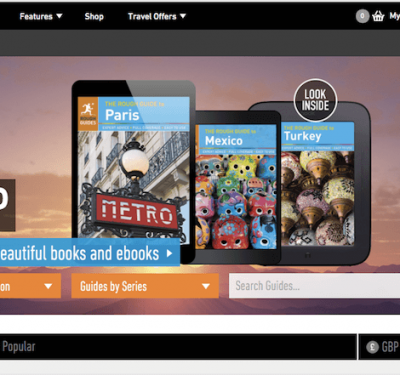 Features Shop Travel Offers 0 My
LOOK
INSIDE
ROUGH
GUIDES
THE ROUGH GUIDE to
Paris
THE ROUGH GUIDE to
Mexico
THE ROUGH GUIDE to
Turkey
METRO
eautiful books and ebooks
on Guides by Series Search Guides...
Popular £ GBP